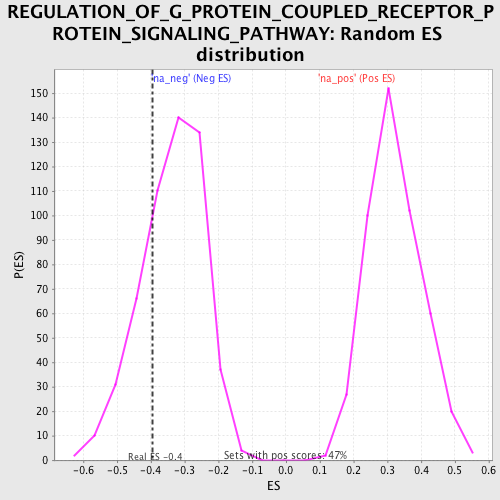 REGULATION_OF_G_PROTEIN_COUPLED_RECEPTOR_P
ROTEIN_SIGNALING_PATHWAY: Random ES
distribution
'na_neg' (Neg ES)
'na_pos' (Pos ES)
150
140
130
120
110
100
90
80
70
60
50
40
30
20
10
0
P(ES)
Real ES -0.4
Sets with pos scores: 47%
-0.6 -0.5 -0.4 -0.3 -0.2 -0.1 0.0 0.1 0.2 0.3 0.4 0.5 0.6
ES